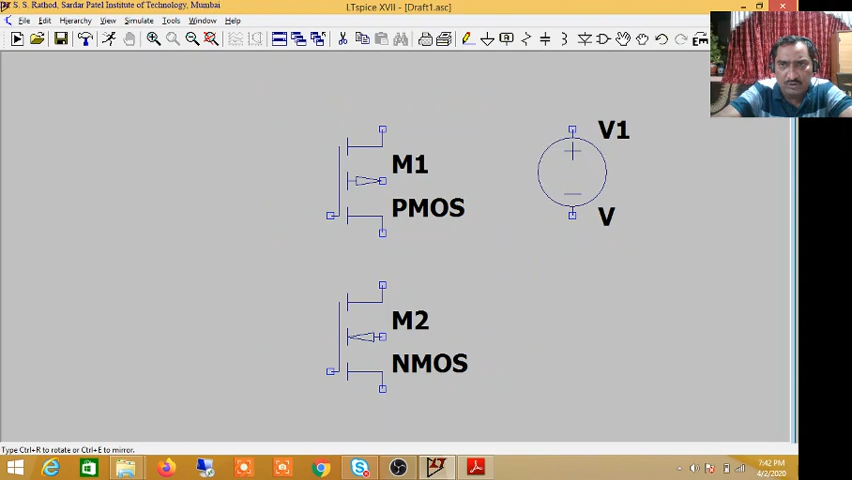 Dr S. S. Rathod, Sardar Patel Institute of Technology, Mumbai
LTspice XVII - [Draft1.asc]
File Edit Hierarchy View Simulate Tools Window Help
V1
M1
PMOS
V
M2
NMOS
Type Ctrl+R to rotate or Ctrl+E to mirror.
7:42 PM
4/2/2020